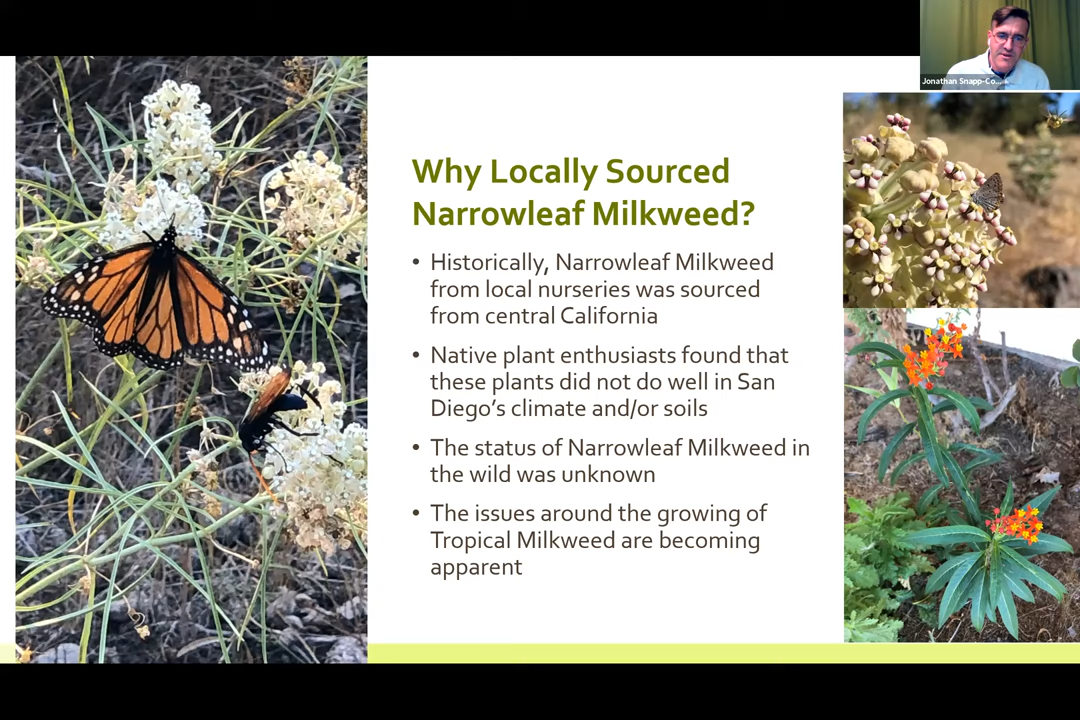 Jonathan Snapp-Co...
Why Locally Sourced
Narrowleaf Milkweed?
• Historically, Narrowleaf Milkweed
from local nurseries was sourced
from central California
• Native plant enthusiasts found that
these plants did not do well in San
Diego's climate and/or soils
• The status of Narrowleaf Milkweed in
the wild was unknown
• The issues around the growing of
Tropical Milkweed are becoming
apparent